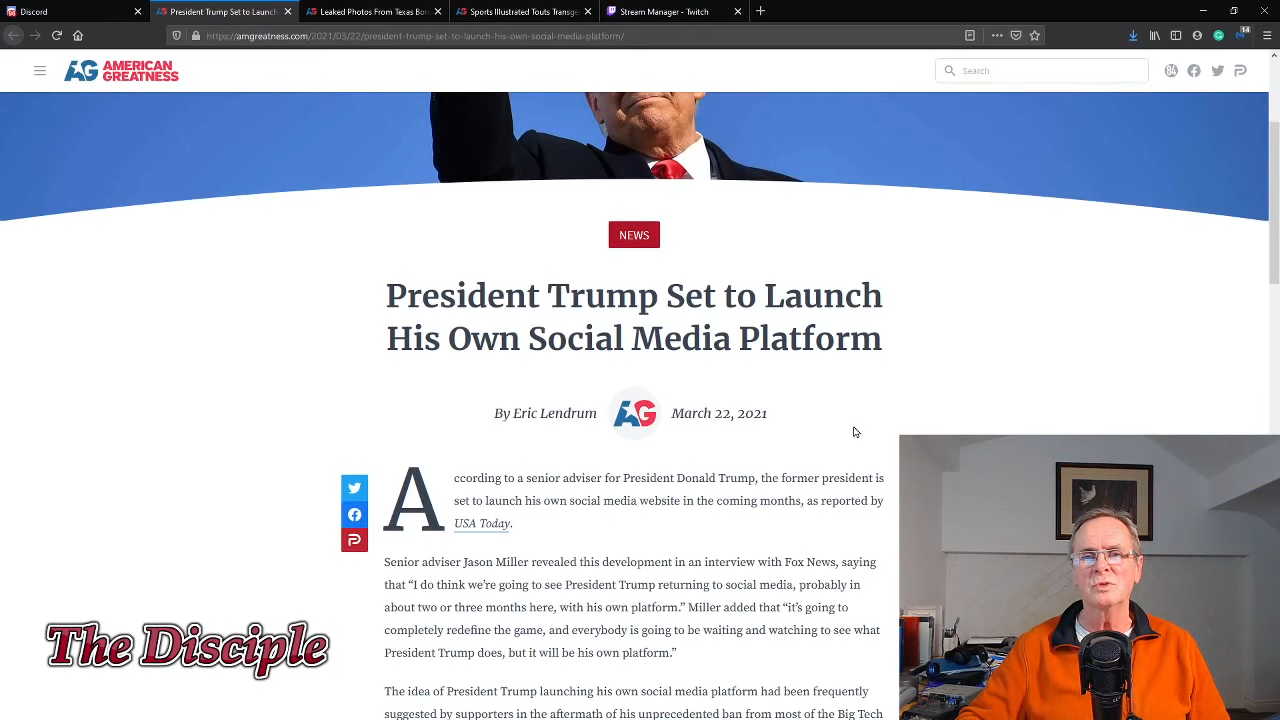 Discord
President Trump Set to Launch
Leaked Photos From Texas Bor
Sports Illustrated Touts Transge
Stream Manager - Twitch
14
https://amgreatness.com/2021/03/22/president-trump-set-to-launch-his-own-social-media-platform/
AG AMERICAN
GREATNESS
Search
NEWS
President Trump Set to Launch
His Own Social Media Platform
By Eric Lendrum AG March 22, 2021
According to a senior adviser for President Donald Trump, the former president is
set to launch his own social media website in the coming months, as reported by
USA Today.
Senior adviser Jason Miller revealed this development in an interview with Fox News, saying
that “I do think we’re going to see President Trump returning to social media, probably in
about two or three months here, with his own platform.” Miller added that “it’s going to
completely redefine the game, and everybody is going to be waiting and watching to see what
President Trump does, but it will be his own platform.”
The Disciple
The idea of President Trump launching his own social media platform had been frequently
suggested by supporters in the aftermath of his unprecedented ban from most of the Big Tech